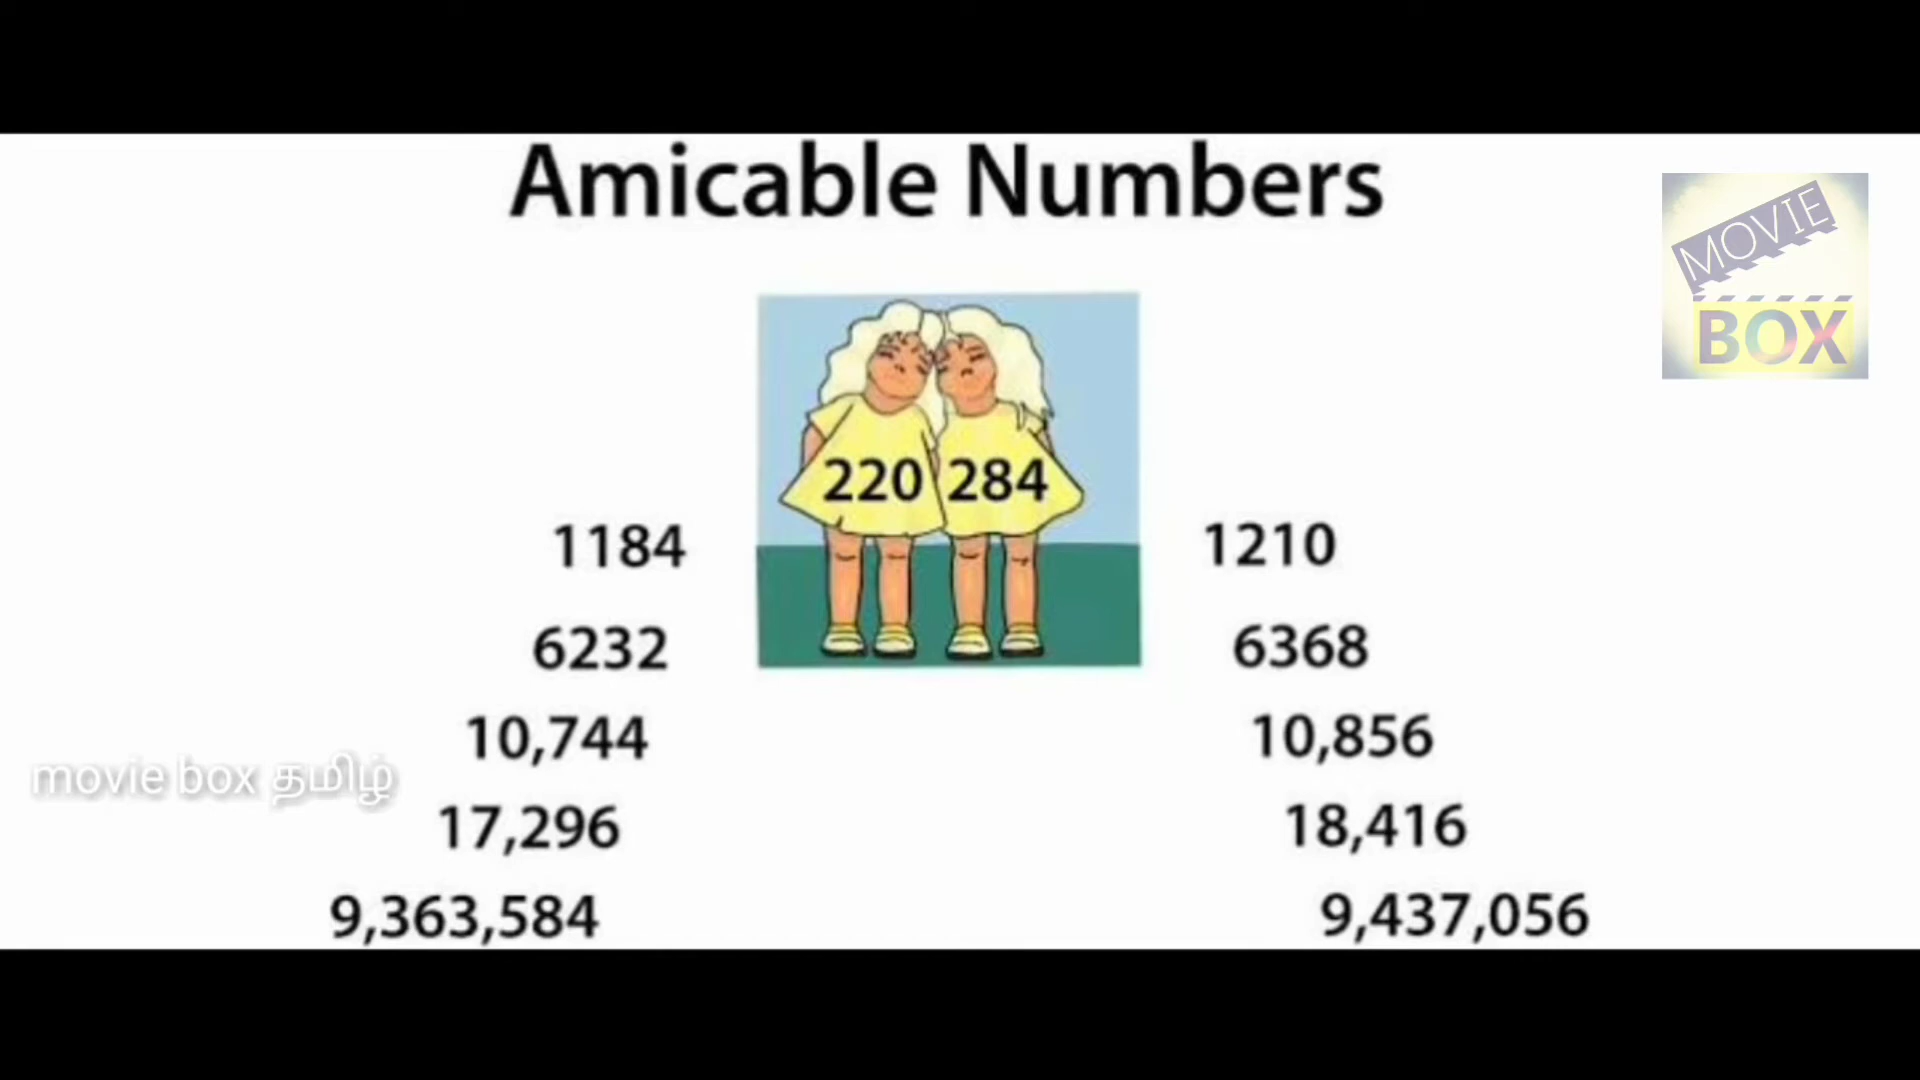 Amicable Numbers
MOVIE
BOX
220 284
1184 1210
6232 6368
10,744 10,856
movie box தமிழ்
17,296 18,416
9,363,584 9,437,056